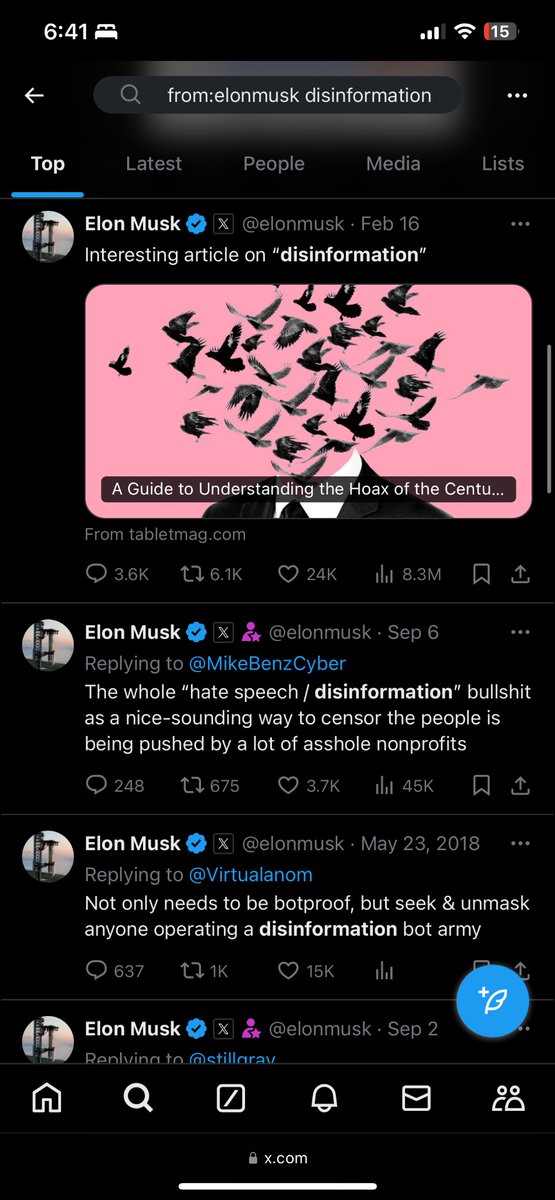 6:41
15
from:elonmusk disinformation
Top Latest People Media Lists
Elon Musk X @elonmusk · Feb 16
Interesting article on “disinformation”
A Guide to Understanding the Hoax of the Centu...
From tabletmag.com
3.6K 6.1K 24K 8.3M
Elon Musk X @elonmusk · Sep 6
Replying to @MikeBenzCyber
The whole “hate speech / disinformation” bullshit
as a nice-sounding way to censor the people is
being pushed by a lot of asshole nonprofits
248 675 3.7K 45K
Elon Musk X @elonmusk · May 23, 2018
Replying to @Virtualanom
Not only needs to be botproof, but seek & unmask
anyone operating a disinformation bot army
637 1K 15K
Elon Musk X @elonmusk · Sep 2
Replying to @stillgray
x.com